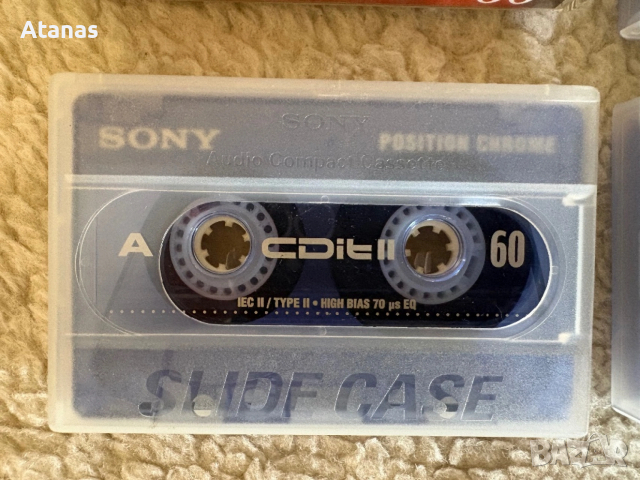 Atanas
SONY
SONY
POSITION CHROME
Audio Compact Cassette
A
CDit II
60
IEC II / TYPE II • HIGH BIAS 70 µs EQ
SLIDE CASE
BAZAR